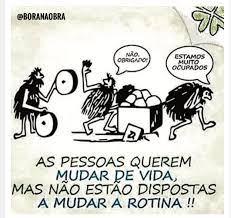 @BORANAOBRA
NÃO,
OBRIGADO!
ESTAMOS
MUITO
OCUPADOS
AS PESSOAS QUEREM
MUDAR DE VIDA,
MAS NÃO ESTÃO DISPOSTAS
A MUDAR A ROTINA !!